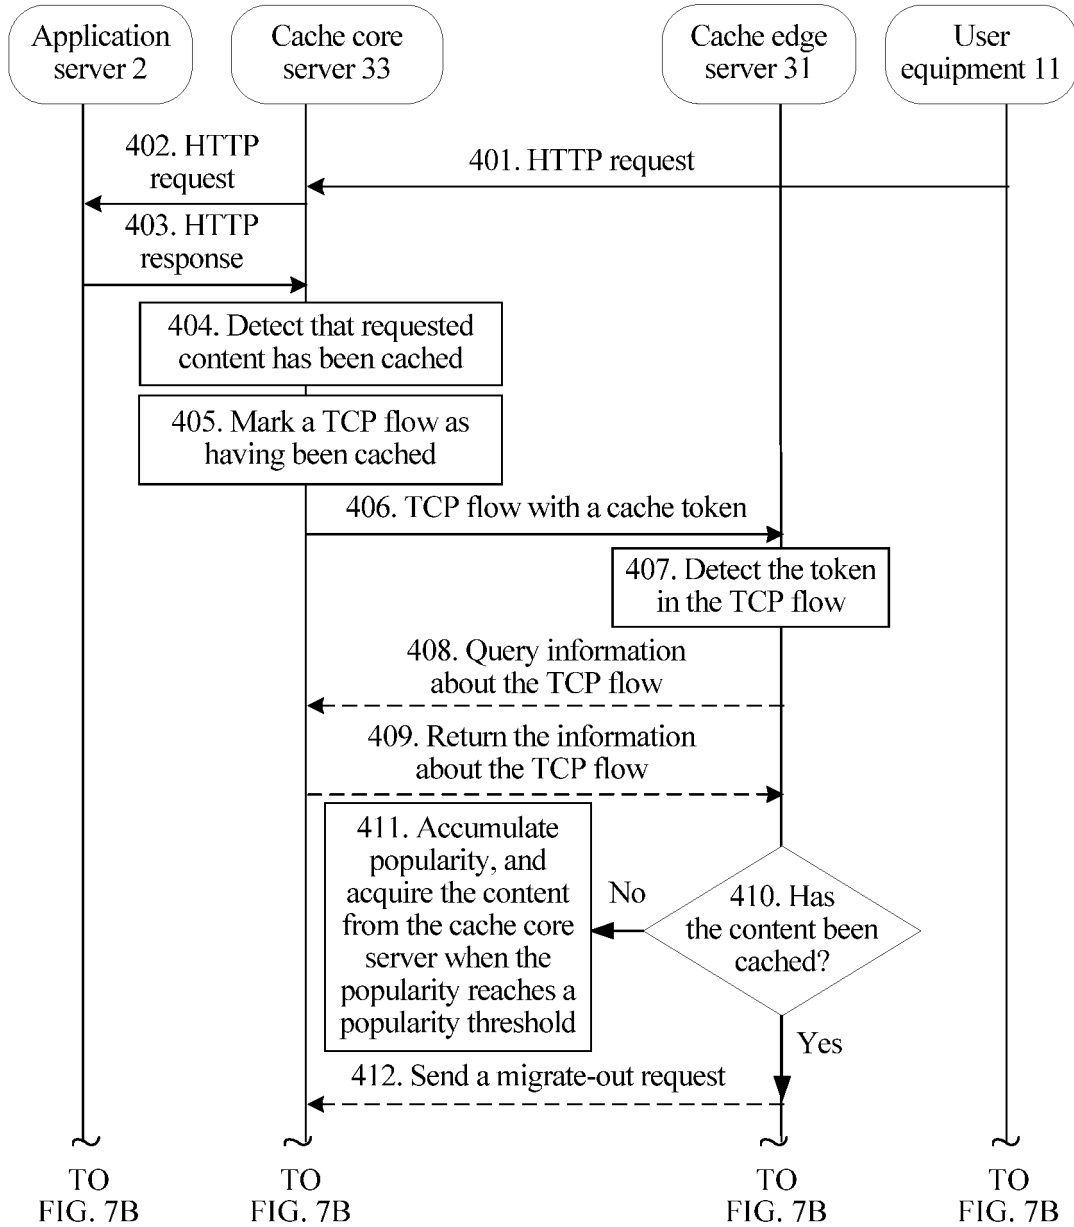 Application
server 2
Cache core
server 33
Cache edge
server 31
User
equipment 11
402. HTTP
request
401. HTTP request
403. HTTP
response
404. Detect that requested
content has been cached
405. Mark a TCP flow as
having been cached
406. TCP flow with a cache token
407. Detect the token
in the TCP flow
408. Query information
about the TCP flow
409. Return the information
about the TCP flow
411. Accumulate
popularity, and
acquire the content
from the cache core
server when the
popularity reaches a
popularity threshold
No
410. Has
the content been
cached?
Yes
412. Send a migrate-out request
TO
FIG. 7B
TO
FIG. 7B
TO
FIG. 7B
TO
FIG. 7B